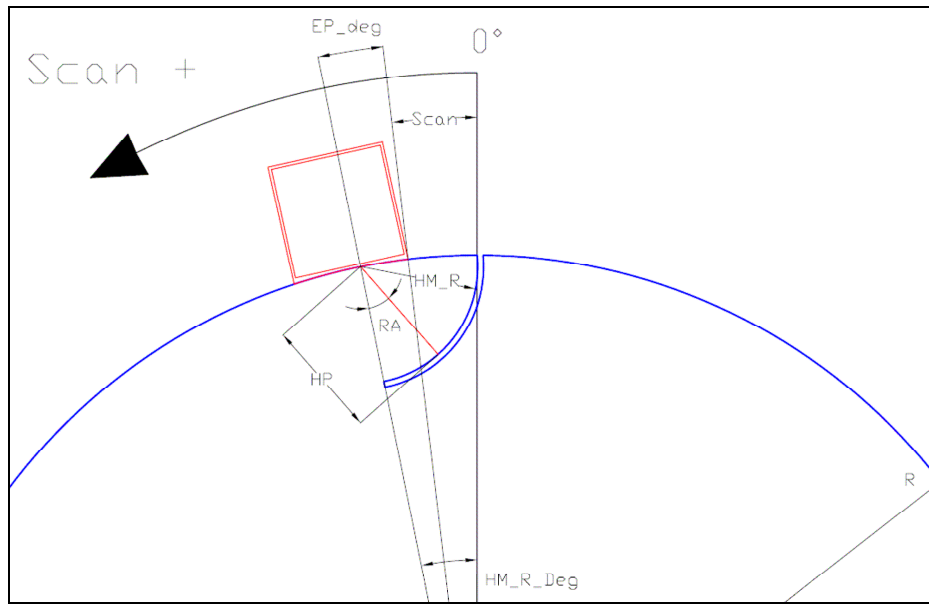 EP_deg
0°
Scan +
Scan
HM_R
RA
HP
R
HM_R_Deg